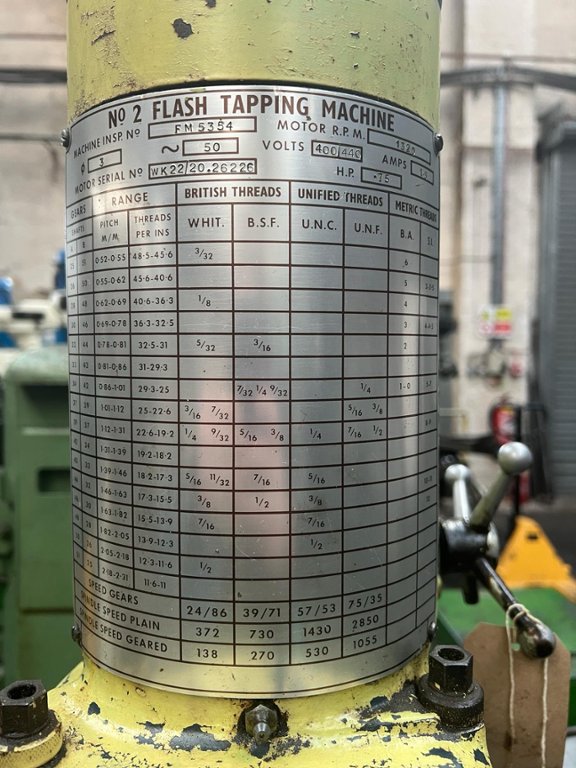 Nº 2 FLASH TAPPING MACHINE
MACHINE INSP. Nº FM5354 MOTOR R.P.M. 1320
Φ 3 ~ 50 VOLTS 400/440 AMPS
MOTOR SERIAL Nº WK22/20.26226 H.P. .75
GEARS RANGE BRITISH THREADS UNIFIED THREADS METRIC THREADS
SHAFTS PITCH M/M THREADS PER INS WHIT. B.S.F. U.N.C. U.N.F. B.A. S.I.
A B
0·52-0·55 48·5-45·6 3/32 6
0·55-0·62 45·6-40·6 5
0·62-0·69 40·6-36·3 1/8 4
0·69-0·78 36·3-32·5 3
0·78-0·81 32·5-31 5/32 3/16 2
0·81-0·86 31-29·3
0·86-1·01 29·3-25 7/32 1/4 9/32 1/4 1-0
1·01-1·12 25-22·6 3/16 7/32 5/16 3/8
1·12-1·31 22·6-19·2 1/4 9/32 5/16 3/8 1/4 7/16 1/2
1·31-1·39 19·2-18·2
1·39-1·46 18·2-17·3 5/16 11/32 7/16 5/16
1·46-1·63 17·3-15·5 3/8 1/2 3/8
1·63-1·82 15·5-13·9 7/16 7/16
1·82-2·05 13·9-12·3 1/2
2·05-2·18 12·3-11·6 1/2
2·18-2·31 11·6-11
SPEED GEARS 24/86 39/71 57/53 75/35
SPINDLE SPEED PLAIN 372 730 1430 2850
SPINDLE SPEED GEARED 138 270 530 1055